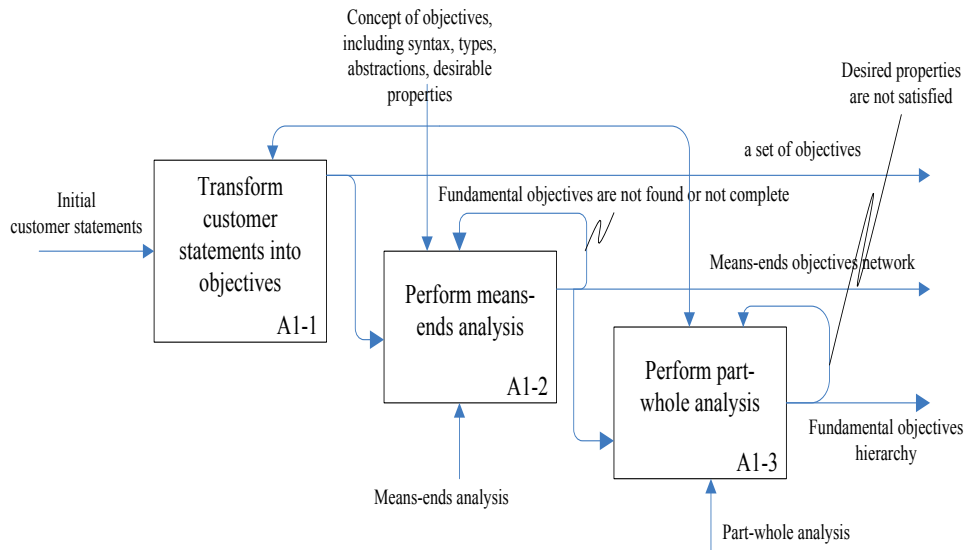 Concept of objectives,
including syntax, types,
abstractions, desirable
properties
Desired properties
are not satisfied
a set of objectives
Initial
customer statements
Transform
customer
statements into
objectives
A1-1
Fundamental objectives are not found or not complete
Means-ends objectives network
Perform means-
ends analysis
A1-2
Perform part-
whole analysis
A1-3
Fundamental objectives
hierarchy
Means-ends analysis
Part-whole analysis